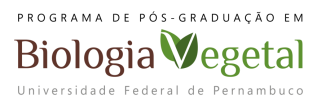 PROGRAMA DE PÓS-GRADUAÇÃO EM
Biologia Vegetal
Universidade Federal de Pernambuco